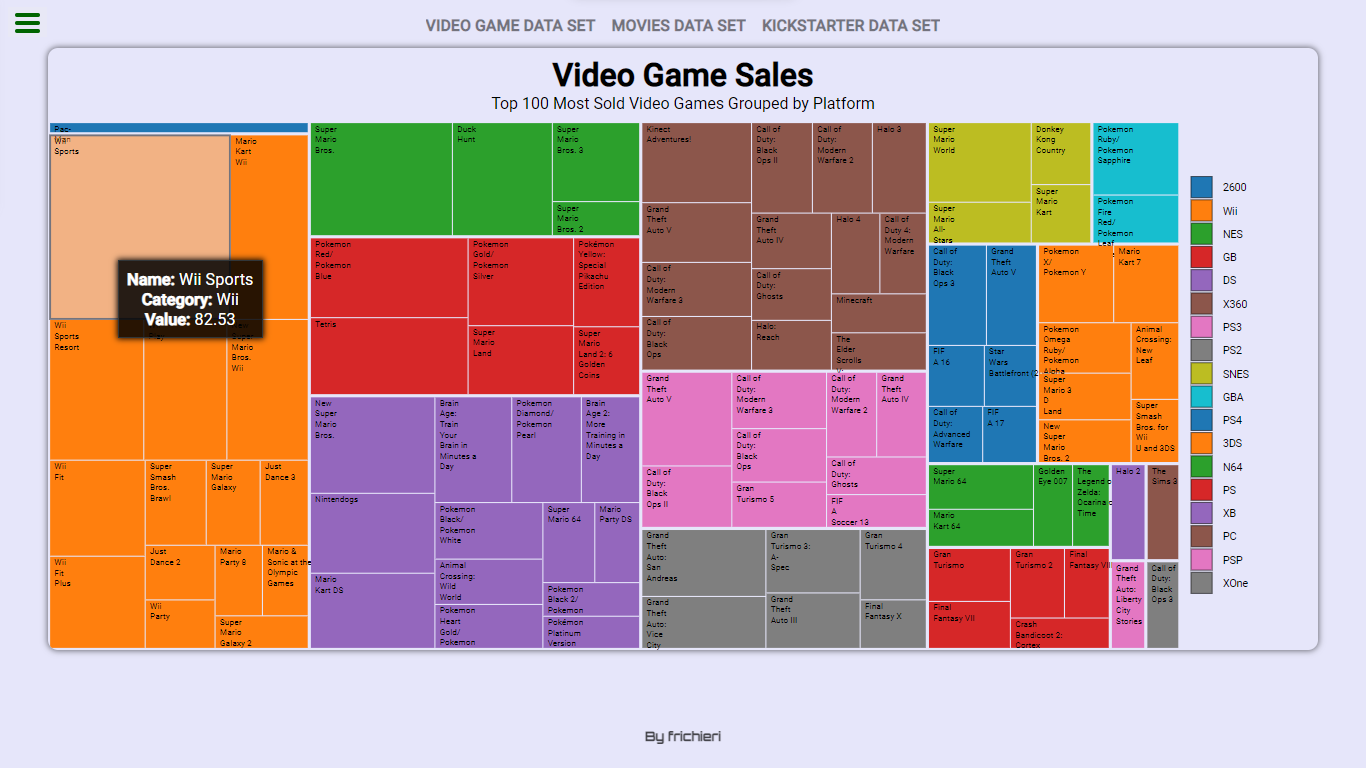 VIDEO GAME DATA SET MOVIES DATA SET KICKSTARTER DATA SET
Video Game Sales
Top 100 Most Sold Video Games Grouped by Platform
Pac-
Man
Wii
Sports
Mario
Kart
Wii
Name: Wii Sports
Category: Wii
Value: 82.53
Wii
Sports
Resort
Play
New
Super
Mario
Bros.
Wii
Wii
Fit
Super
Smash
Bros.
Brawl
Super
Mario
Galaxy
Just
Dance 3
Wii
Fit
Plus
Just
Dance 2
Mario
Party 8
Mario &
Sonic at the
Olympic
Games
Wii
Party
Super
Mario
Galaxy 2
Super
Mario
Bros.
Duck
Hunt
Super
Mario
Bros. 3
Super
Mario
Bros. 2
Pokemon
Red/
Pokemon
Blue
Pokemon
Gold/
Pokemon
Silver
Pokémon
Yellow:
Special
Pikachu
Edition
Tetris
Super
Mario
Land
Super
Mario
Land 2: 6
Golden
Coins
New
Super
Mario
Bros.
Brain
Age:
Train
Your
Brain in
Minutes a
Day
Pokemon
Diamond/
Pokemon
Pearl
Brain
Age 2:
More
Training in
Minutes a
Day
Nintendogs
Pokemon
Black/
Pokemon
White
Super
Mario 64
Mario
Party DS
Mario
Kart DS
Animal
Crossing:
Wild
World
Pokemon
Black 2/
Pokemon
Pokemon
Heart
Gold/
Pokemon
Pokémon
Platinum
Version
Kinect
Adventures!
Call of
Duty:
Black
Ops II
Call of
Duty:
Modern
Warfare 2
Halo 3
Grand
Theft
Auto V
Grand
Theft
Auto IV
Halo 4
Call of
Duty 4:
Modern
Warfare
Call of
Duty:
Modern
Warfare 3
Call of
Duty:
Ghosts
Minecraft
Call of
Duty:
Black
Ops
Halo:
Reach
The
Elder
Scrolls
V:
Grand
Theft
Auto V
Call of
Duty:
Modern
Warfare 3
Call of
Duty:
Modern
Warfare 2
Grand
Theft
Auto IV
Call of
Duty:
Black
Ops
Call of
Duty:
Ghosts
Call of
Duty:
Black
Ops II
Gran
Turismo 5
FIF
A
Soccer 13
Grand
Theft
Auto:
San
Andreas
Gran
Turismo 3:
A-
Spec
Gran
Turismo 4
Grand
Theft
Auto:
Vice
City
Grand
Theft
Auto III
Final
Fantasy X
Super
Mario
World
Donkey
Kong
Country
Super
Mario
All-
Stars
Super
Mario
Kart
Pokemon
Ruby/
Pokemon
Sapphire
Pokemon
Fire
Red/
Pokemon
Leaf
Call of
Duty:
Black
Ops 3
Grand
Theft
Auto V
FIF
A 16
Star
Wars
Battlefront (2
Call of
Duty:
Advanced
Warfare
FIF
A 17
Pokemon
X/
Pokemon Y
Mario
Kart 7
Pokemon
Omega
Ruby/
Pokemon
Alpha
Animal
Crossing:
New
Leaf
Super
Mario 3
D
Land
Super
Smash
Bros. for
Wii
U and 3DS
New
Super
Mario
Bros. 2
Super
Mario 64
Golden
Eye 007
The
Legend o
Zelda:
Ocarina o
Time
Mario
Kart 64
Gran
Turismo
Gran
Turismo 2
Final
Fantasy VIII
Final
Fantasy VII
Crash
Bandicoot 2:
Cortex
Halo 2
The
Sims 3
Grand
Theft
Auto:
Liberty
City
Stories
Call of
Duty:
Black
Ops 3
2600
Wii
NES
GB
DS
X360
PS3
PS2
SNES
GBA
PS4
3DS
N64
PS
XB
PC
PSP
XOne
By frichieri